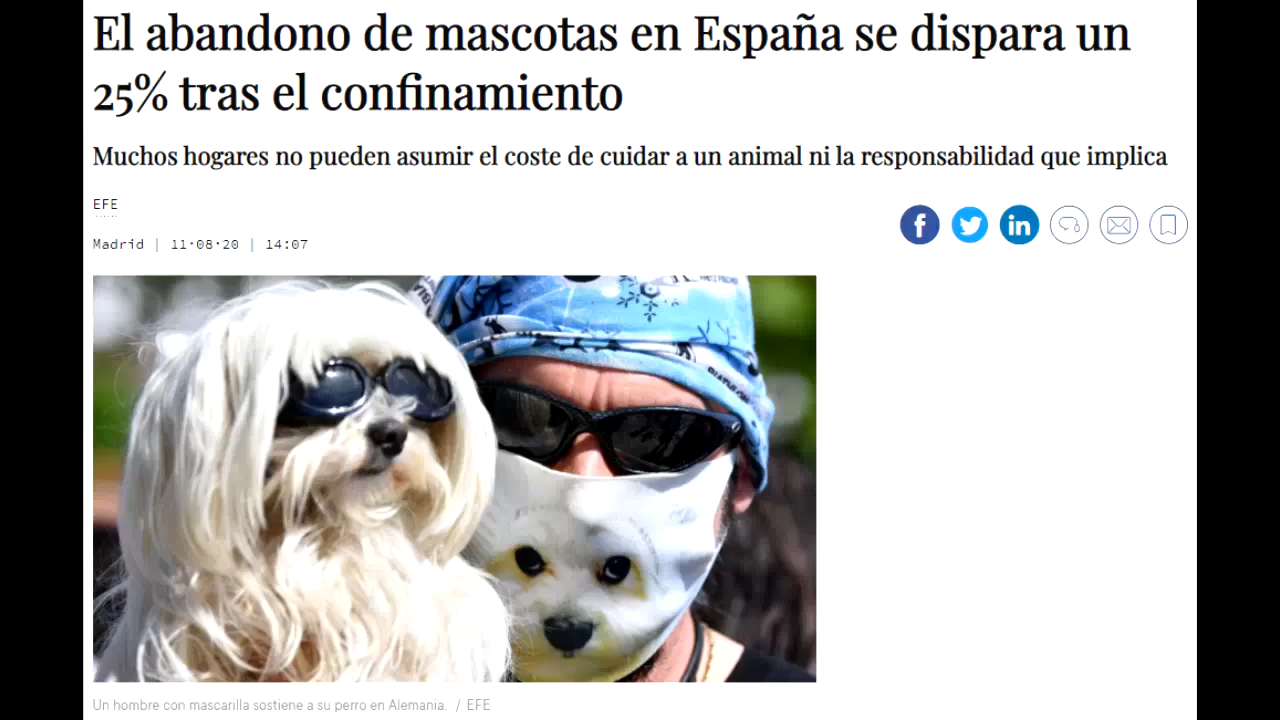 El abandono de mascotas en España se dispara un
25% tras el confinamiento
Muchos hogares no pueden asumir el coste de cuidar a un animal ni la responsabilidad que implica
EFE
Madrid | 11·08·20 | 14:07
Un hombre con mascarilla sostiene a su perro en Alemania. / EFE